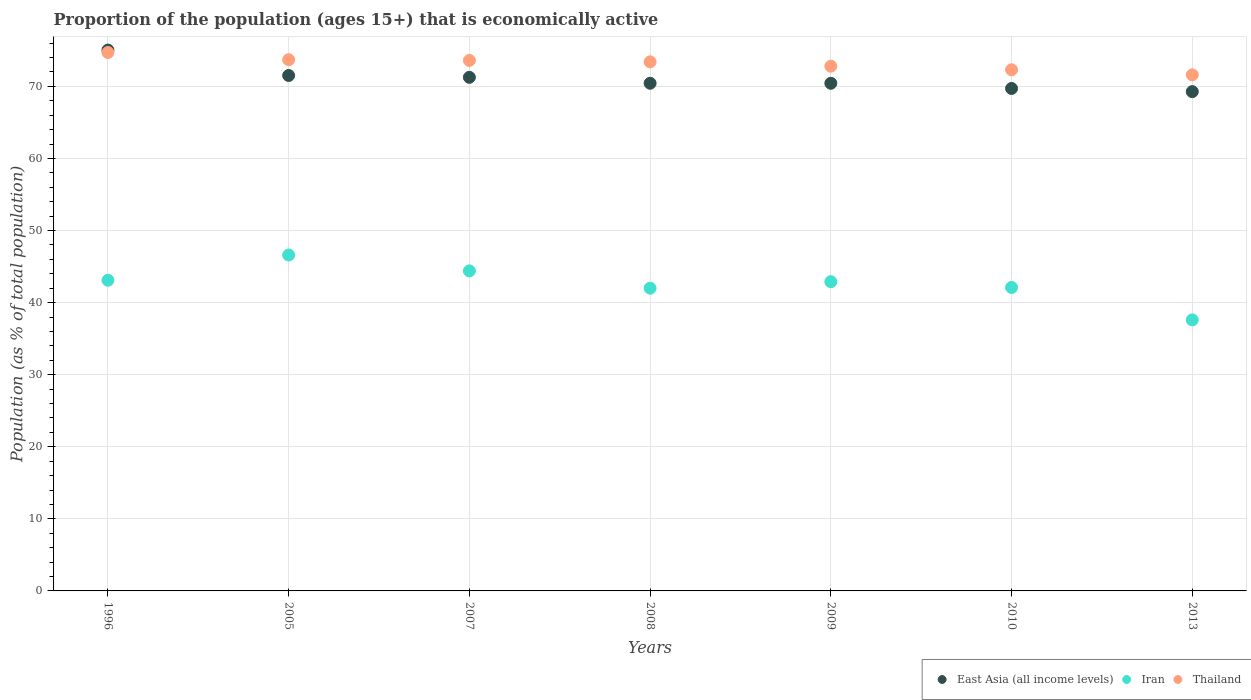 Proportion of the population (ages 15+) that is economically active
Population (as % of total population)
70
60
50
40
30
20
10
0
1996
2005
2007
2008
2009
2010
2013
Years
East Asia (all income levels)
Iran
Thailand